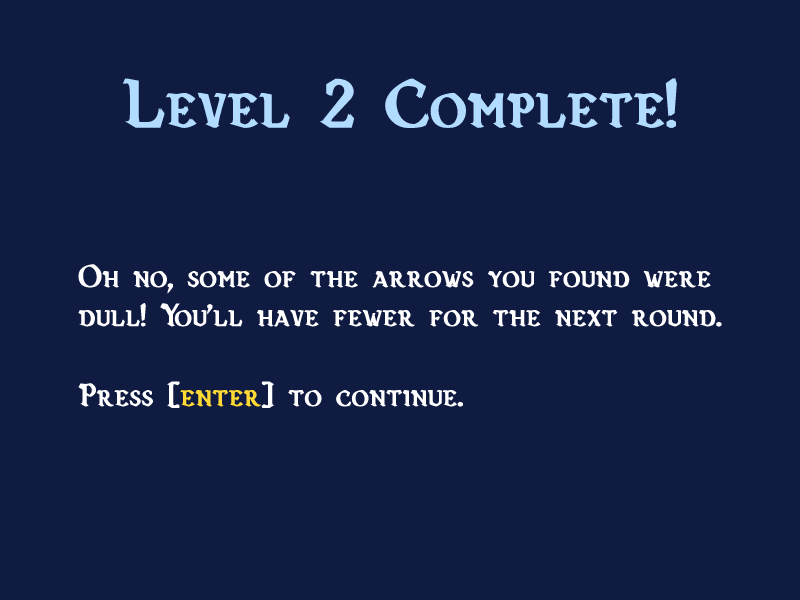 Level 2 Complete!
Oh no, some of the arrows you found were
dull! You'll have fewer for the next round.
Press [enter] to continue.